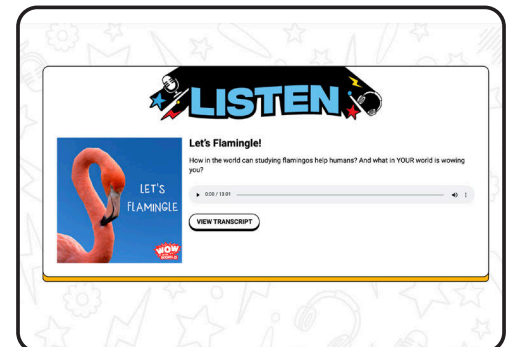 LISTEN
Let's Flamingle!
How in the world can studying flamingos help humans? And what in YOUR world is wowing
you?
LET'S
FLAMINGLE
0:00 / 13:01
VIEW TRANSCRIPT
WOW
WORLD